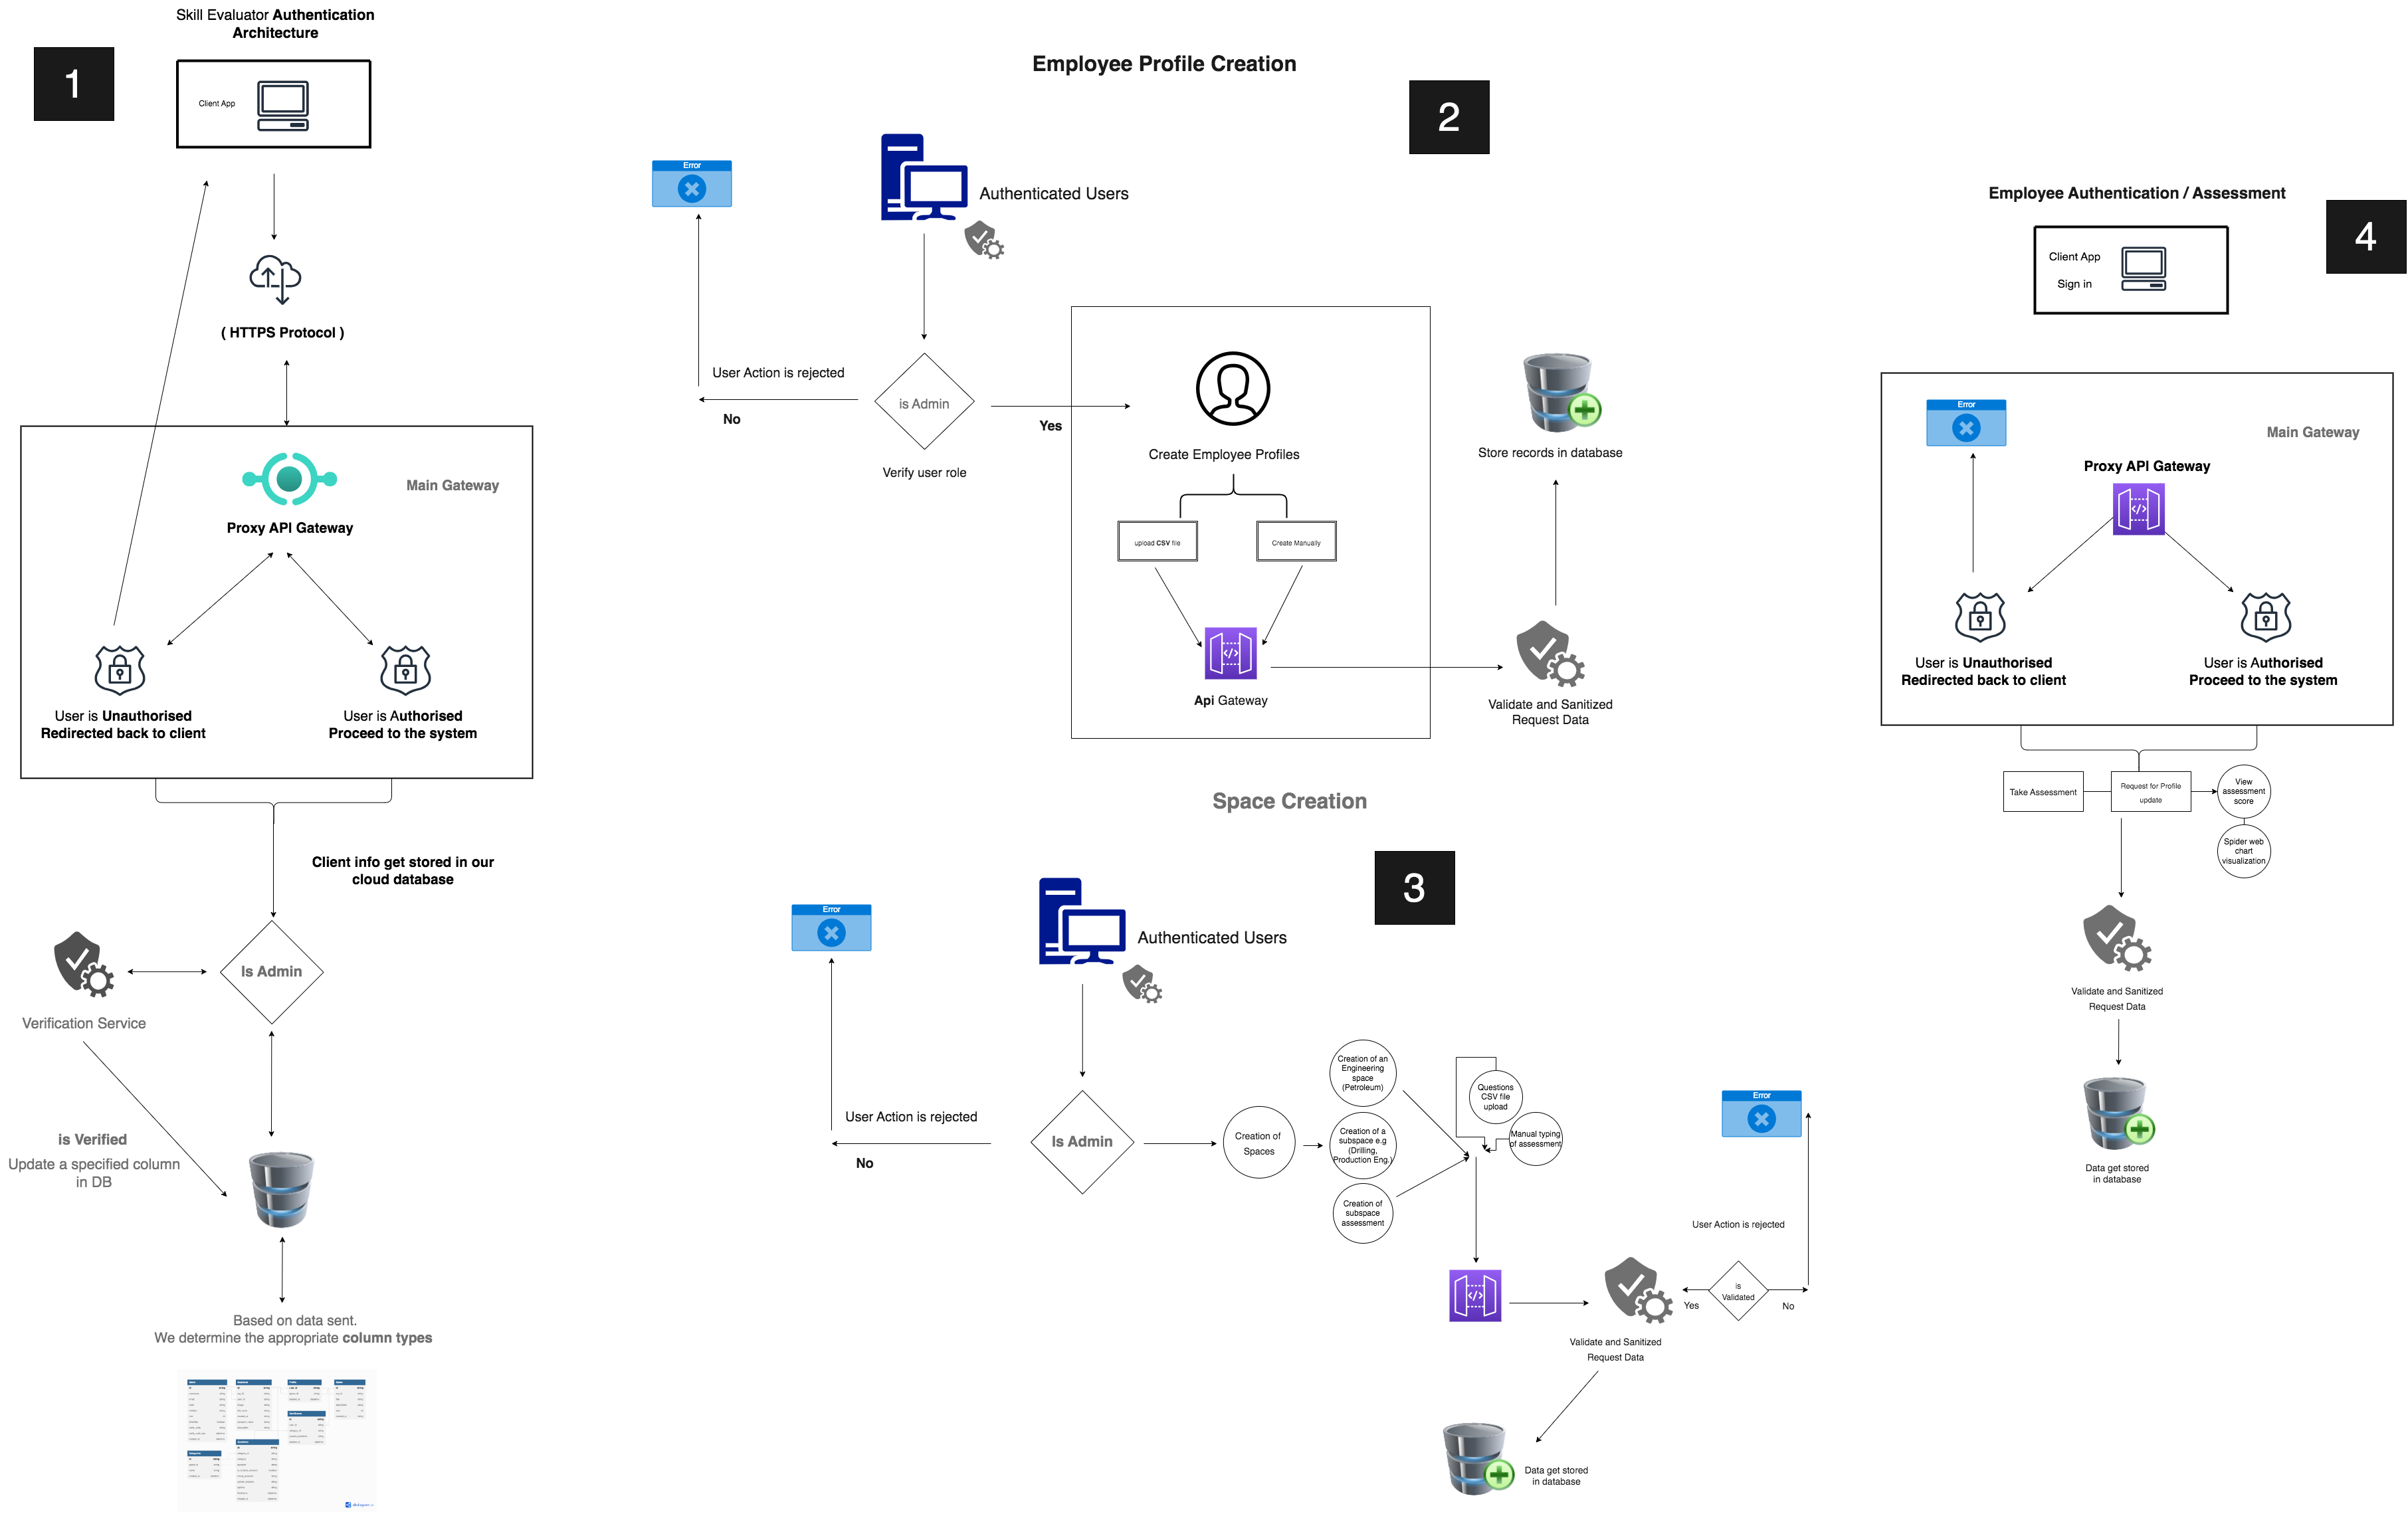 Skill Evaluator Authentication
Architecture
1
Client App
( HTTPS Protocol )
Main Gateway
Proxy API Gateway
User is Unauthorised
Redirected back to client
User is Authorised
Proceed to the system
Client info get stored in our
cloud database
Is Admin
Verification Service
is Verified
Update a specified column
in DB
Based on data sent.
We determine the appropriate column types
Employee Profile Creation
2
Error
Authenticated Users
User Action is rejected
No
is Admin
Yes
Verify user role
Create Employee Profiles
upload CSV file
Create Manually
Api Gateway
Store records in database
Validate and Sanitized
Request Data
Space Creation
3
Error
Authenticated Users
User Action is rejected
No
Is Admin
Creation of
Spaces
Creation of an
Engineering
space
(Petroleum)
Creation of a
subspace e.g
(Drilling,
Production Eng.)
Creation of
subspace
assessment
Questions
CSV file
upload
Manual typing
of assessment
Error
User Action is rejected
is
Validated
Yes
No
Validate and Sanitized
Request Data
Data get stored
in database
Employee Authentication / Assessment
4
Client App
Sign in
Error
Main Gateway
Proxy API Gateway
User is Unauthorised
Redirected back to client
User is Authorised
Proceed to the system
Take Assessment
Request for Profile
update
View
assessment
score
Spider web
chart
visualization
Validate and Sanitized
Request Data
Data get stored
in database